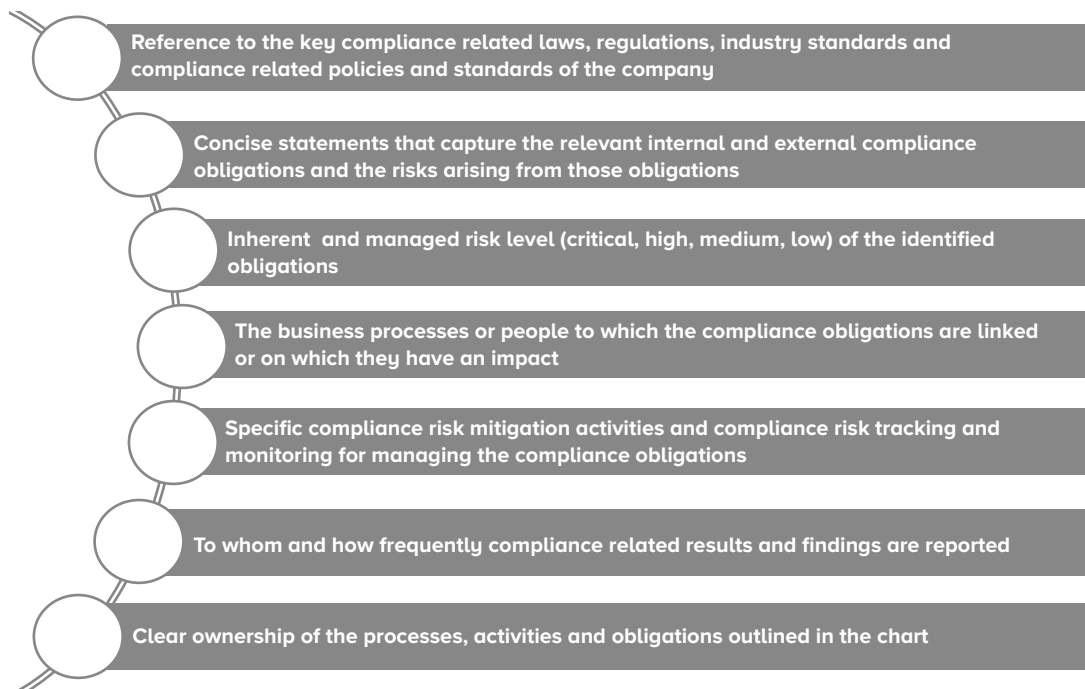 Reference to the key compliance related laws, regulations, industry standards and
compliance related policies and standards of the company
Concise statements that capture the relevant internal and external compliance
obligations and the risks arising from those obligations
Inherent  and managed risk level (critical, high, medium, low) of the identified
obligations
The business processes or people to which the compliance obligations are linked
or on which they have an impact
Specific compliance risk mitigation activities and compliance risk tracking and
monitoring for managing the compliance obligations
To whom and how frequently compliance related results and findings are reported
Clear ownership of the processes, activities and obligations outlined in the chart